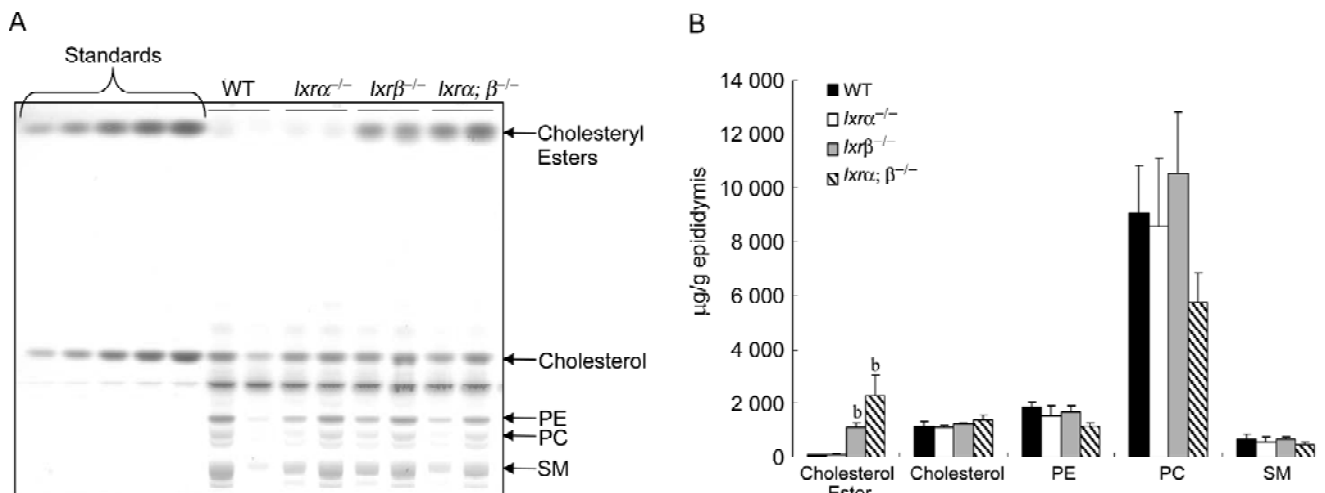 A
Standards
WT
lxrα−/−
lxrβ−/−
lxrα; β−/−
Cholesteryl
Esters
Cholesterol
PE
PC
SM
B
14 000
12 000
10 000
8 000
6 000
4 000
2 000
0
µg/g epididymis
WT
lxrα−/−
lxrβ−/−
lxrα; β−/−
b
b
Cholesterol
Ester
Cholesterol
PE
PC
SM